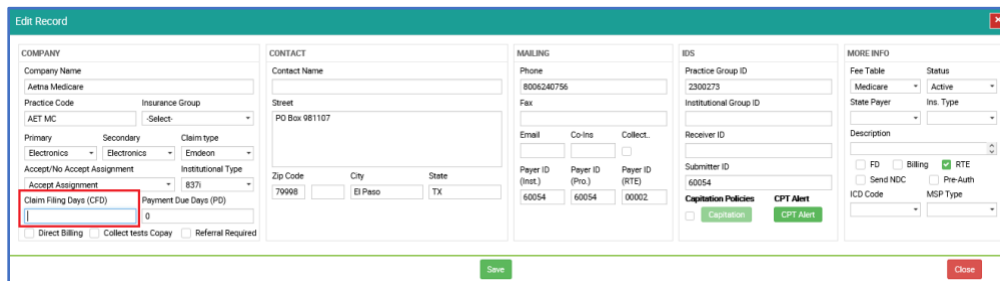 Edit Record
COMPANY
Company Name
Aetna Medicare
Practice Code Insurance Group
AET MC -Select-
Primary Secondary Claim type
Electronics Electronics Emdeon
Accept/No Accept Assignment Institutional Type
Accept Assignment 837i
Claim Filing Days (CFD) Payment Due Days (PD)
0
Direct Billing Collect tests Copay Referral Required
CONTACT
Contact Name
Street
PO Box 981107
Zip Code City State
79998 El Paso TX
MAILING
Phone
8006240756
Fax
Email Co-Ins Collect..
Payer ID (Inst.) Payer ID (Pro.) Payer ID (RTE)
60054 60054 00002
IDS
Practice Group ID
2300273
Institutional Group ID
Receiver ID
Submitter ID
60054
Capitation Policies CPT Alert
Capitation CPT Alert
MORE INFO
Fee Table Status
Medicare Active
State Payer Ins. Type
Description
FD Billing RTE
Send NDC Pre-Auth
ICD Code MSP Type
Save Close